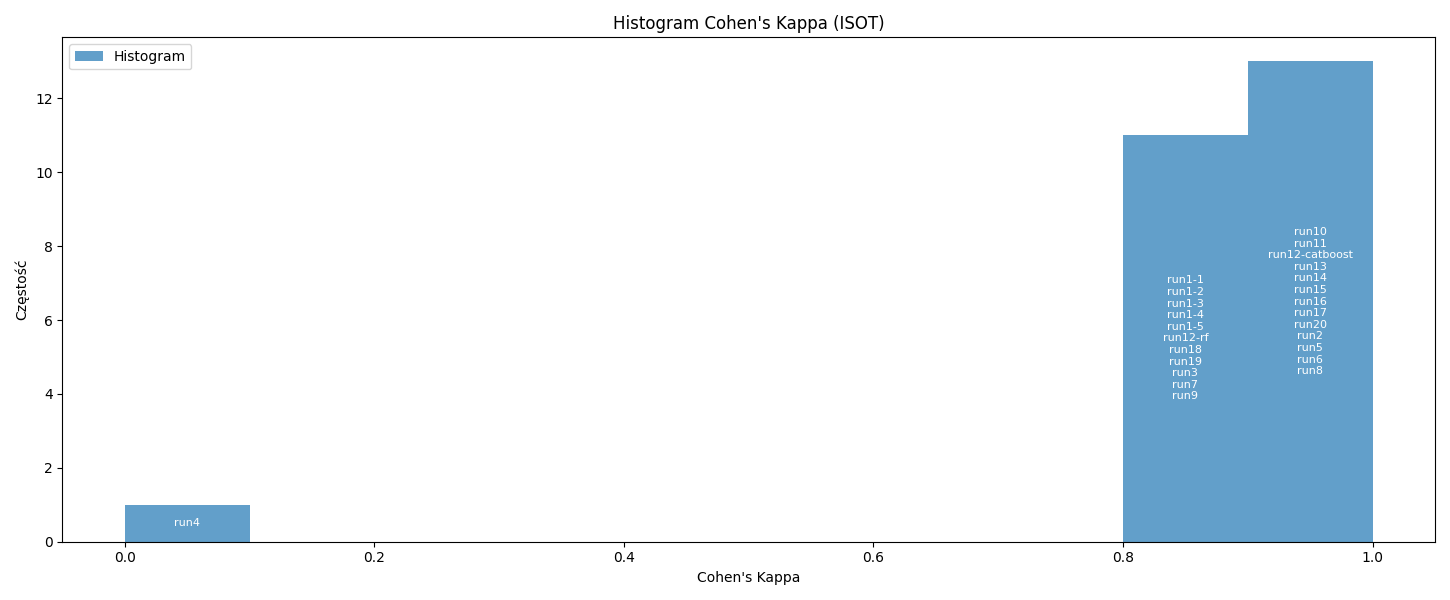 Histogram Cohen's Kappa (ISOT)
Histogram
Częstość
12
10
8
6
4
2
0
run4
run1-1
run1-2
run1-3
run1-4
run1-5
run12-rf
run18
run19
run3
run7
run9
run10
run11
run12-catboost
run13
run14
run15
run16
run17
run20
run2
run5
run6
run8
0.0
0.2
0.4
0.6
0.8
1.0
Cohen's Kappa